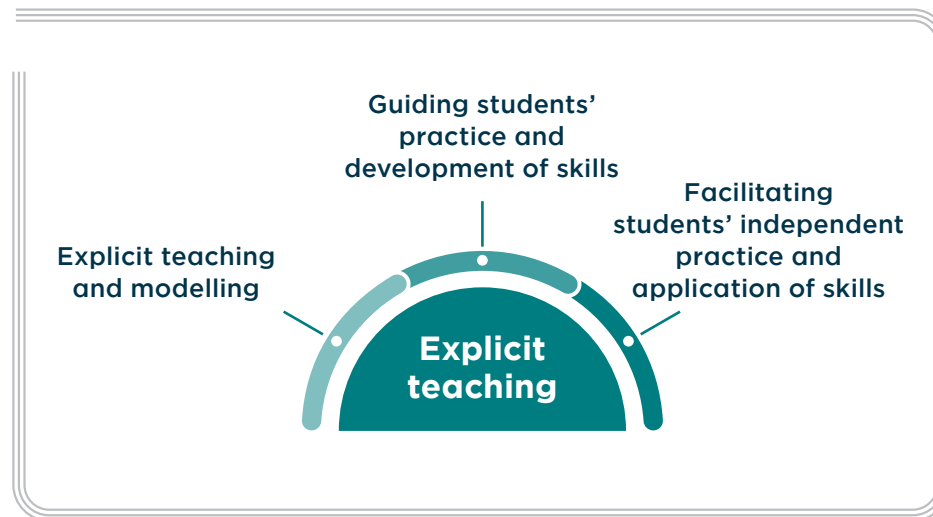 Guiding students’
practice and
development of skills
Facilitating
students’ independent
practice and
application of skills
Explicit teaching
and modelling
Explicit
teaching